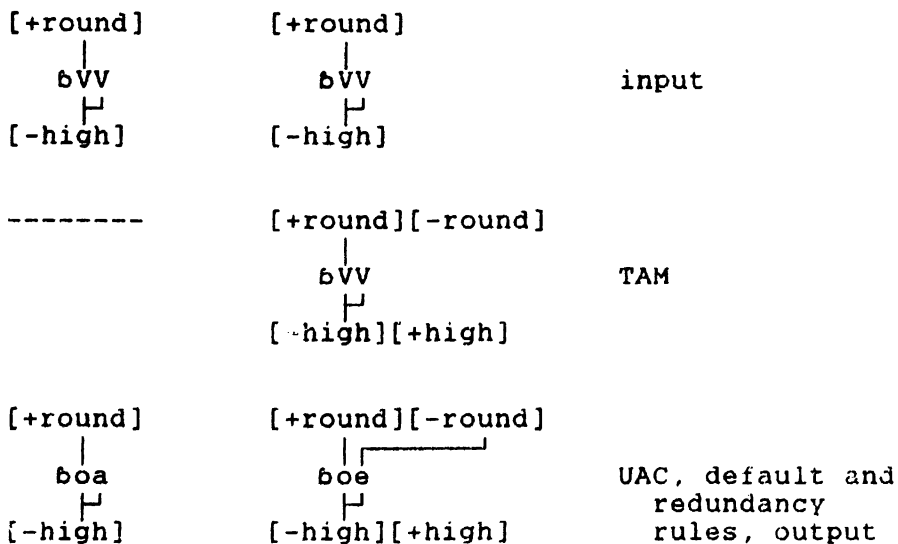 [+round] [+round]
ɓVV ɓVV input
[-high] [-high]
-------- [+round][-round]
ɓVV TAM
[-high][+high]
[+round] [+round][-round]
ɓoa ɓoe UAC, default and
redundancy
[-high] [-high][+high] rules, output